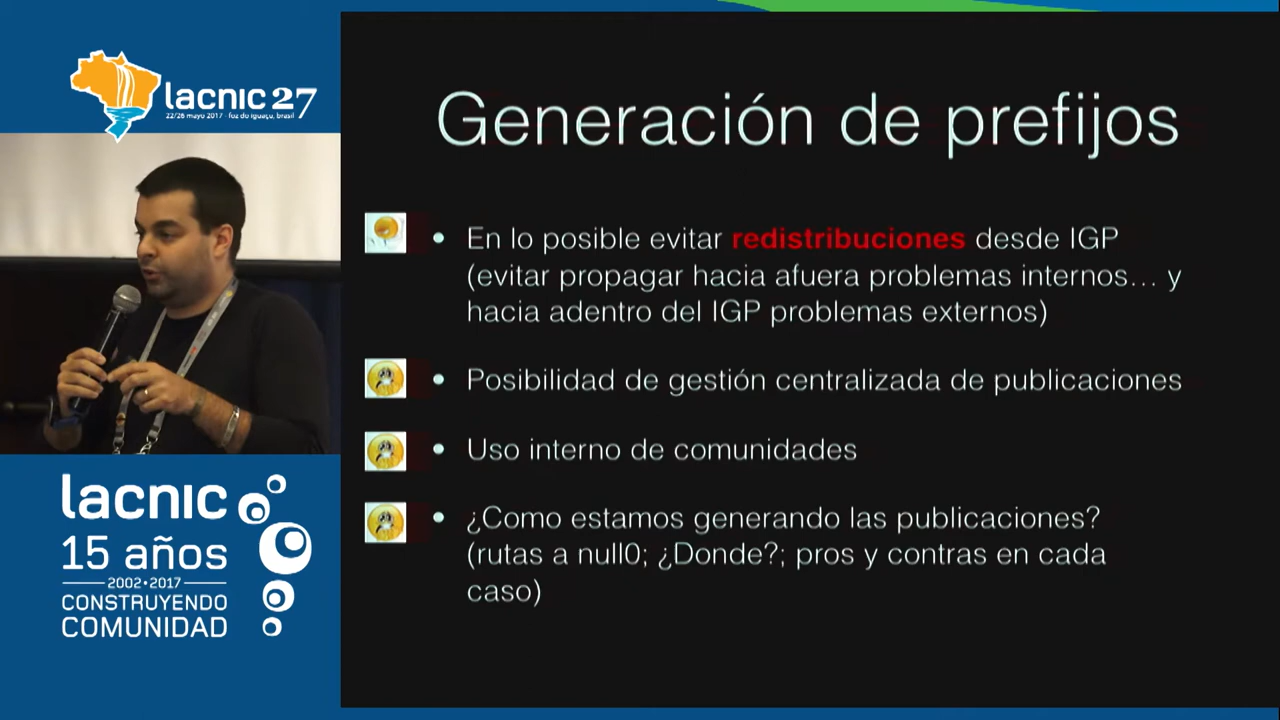 lacnic 27
22/26 mayo 2017 - foz do iguaçu, brasil
lacnic
15 años
2002•2017
CONSTRUYENDO
COMUNIDAD
Generación de prefijos
• En lo posible evitar redistribuciones desde IGP
(evitar propagar hacia afuera problemas internos… y
hacia adentro del IGP problemas externos)
• Posibilidad de gestión centralizada de publicaciones
• Uso interno de comunidades
• ¿Como estamos generando las publicaciones?
(rutas a null0; ¿Donde?; pros y contras en cada
caso)